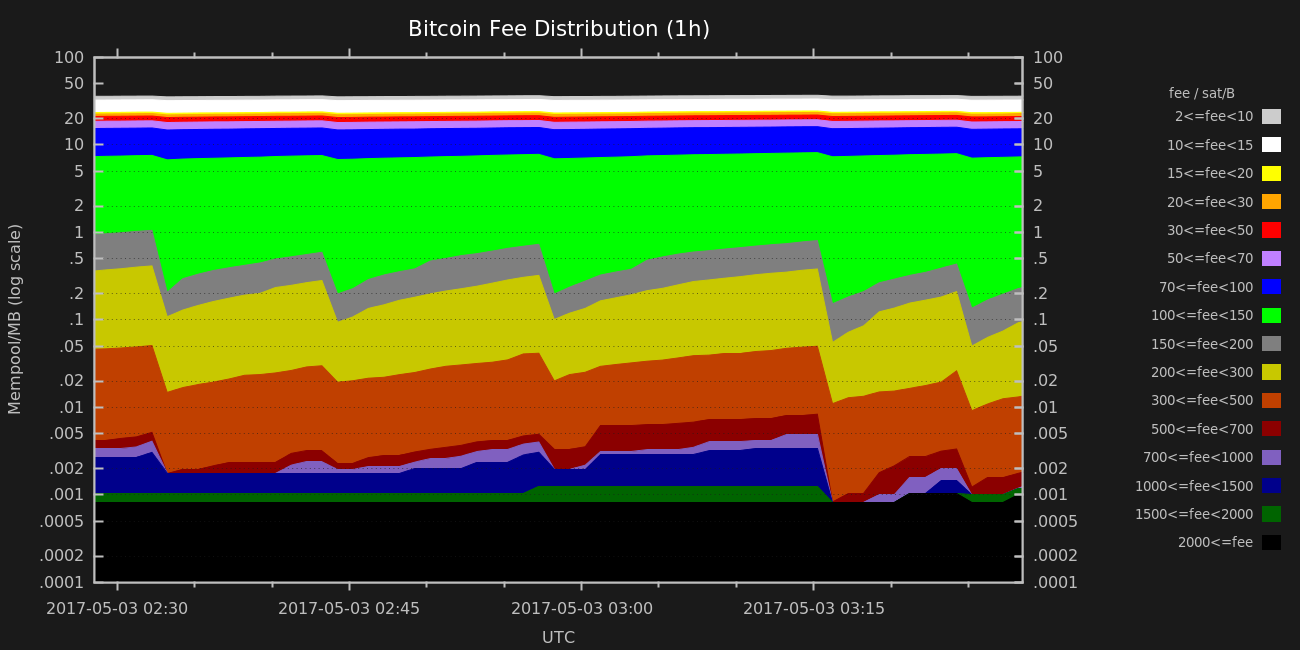 Bitcoin Fee Distribution (1h)
100
50
20
10
5
2
1
.5
.2
.1
.05
.02
.01
.005
.002
.001
.0005
.0002
.0001
Mempool/MB (log scale)
100
50
20
10
5
2
1
.5
.2
.1
.05
.02
.01
.005
.002
.001
.0005
.0002
.0001
2017-05-03 02:30
2017-05-03 02:45
2017-05-03 03:00
2017-05-03 03:15
UTC
fee / sat/B
2<=fee<10
10<=fee<15
15<=fee<20
20<=fee<30
30<=fee<50
50<=fee<70
70<=fee<100
100<=fee<150
150<=fee<200
200<=fee<300
300<=fee<500
500<=fee<700
700<=fee<1000
1000<=fee<1500
1500<=fee<2000
2000<=fee